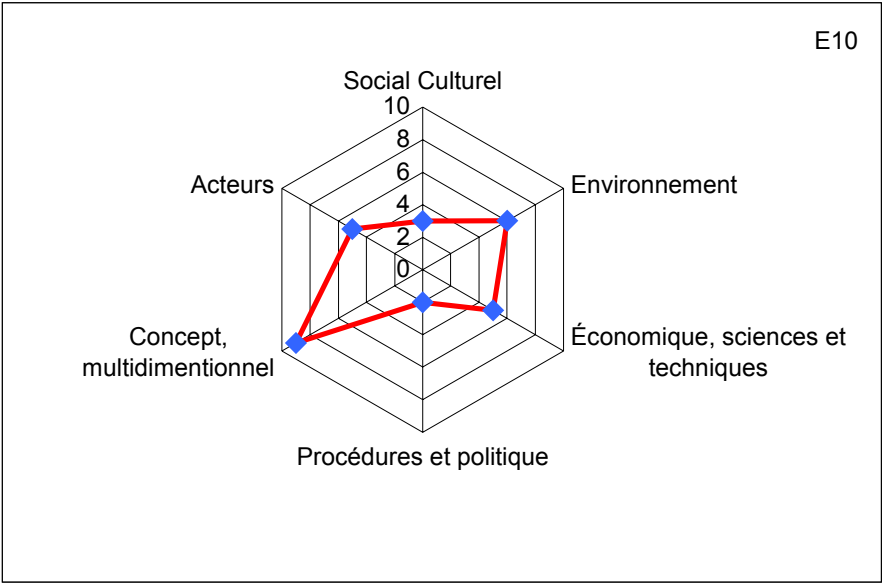 E10
Social Culturel
10
8
6
4
2
0
Acteurs
Environnement
Concept,
multidimentionnel
Économique, sciences et
techniques
Procédures et politique